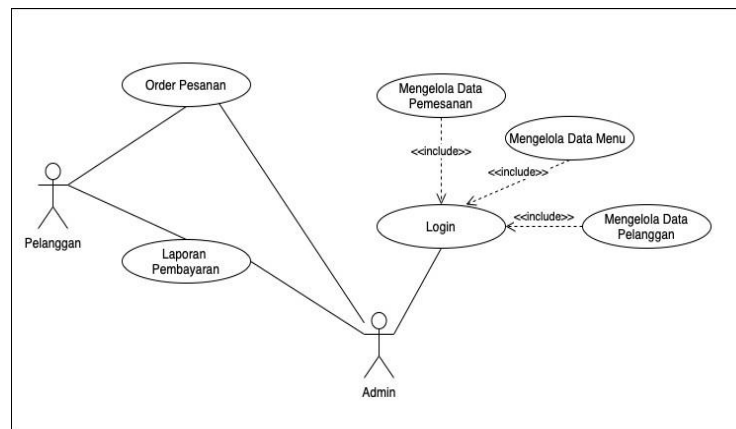 Order Pesanan
Mengelola Data
Pemesanan
<<include>>
Mengelola Data Menu
<<include>>
Pelanggan
Login
<<include>>
Mengelola Data
Pelanggan
Laporan
Pembayaran
Admin